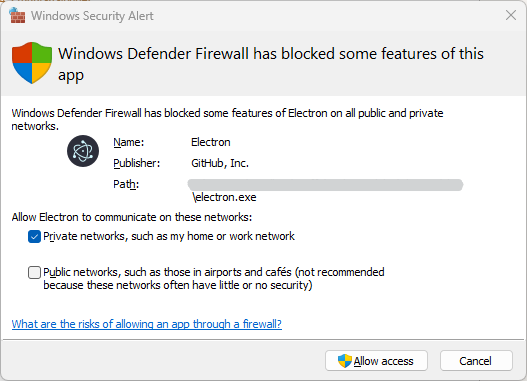 Windows Security Alert
Windows Defender Firewall has blocked some features of this
app
Windows Defender Firewall has blocked some features of Electron on all public and private
networks.
Name: Electron
Publisher: GitHub, Inc.
Path:
\electron.exe
Allow Electron to communicate on these networks:
Private networks, such as my home or work network
Public networks, such as those in airports and cafés (not recommended
because these networks often have little or no security)
What are the risks of allowing an app through a firewall?
Allow access Cancel